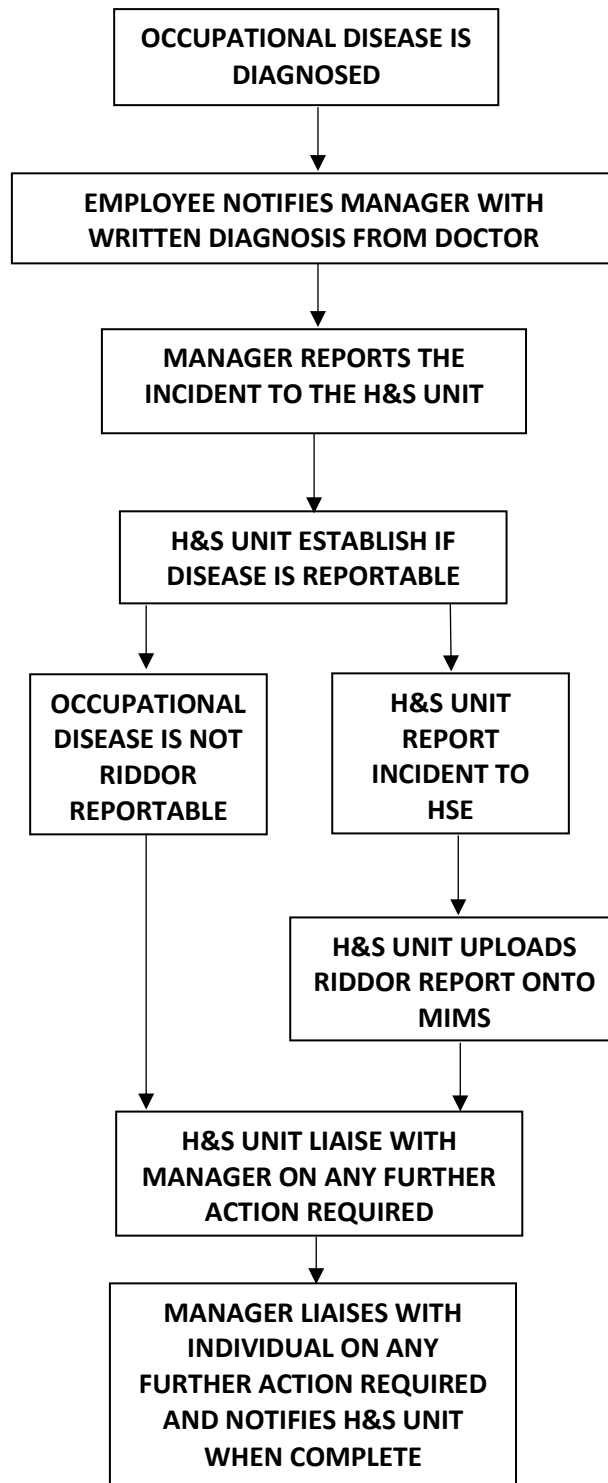 OCCUPATIONAL DISEASE IS
DIAGNOSED
EMPLOYEE NOTIFIES MANAGER WITH
WRITTEN DIAGNOSIS FROM DOCTOR
MANAGER REPORTS THE
INCIDENT TO THE H&S UNIT
H&S UNIT ESTABLISH IF
DISEASE IS REPORTABLE
OCCUPATIONAL
DISEASE IS NOT
RIDDOR
REPORTABLE
H&S UNIT
REPORT
INCIDENT TO
HSE
H&S UNIT UPLOADS
RIDDOR REPORT ONTO
MIMS
H&S UNIT LIAISE WITH
MANAGER ON ANY FURTHER
ACTION REQUIRED
MANAGER LIAISES WITH
INDIVIDUAL ON ANY
FURTHER ACTION REQUIRED
AND NOTIFIES H&S UNIT
WHEN COMPLETE